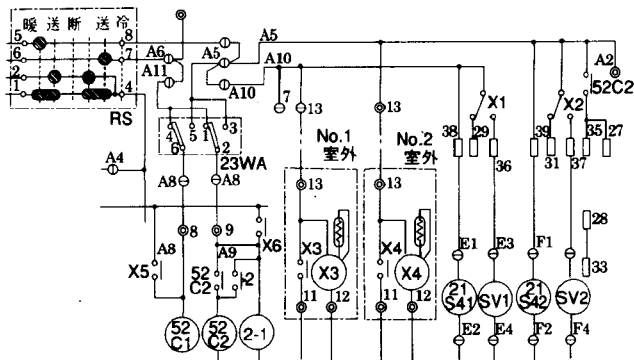 暖 送 断 送 冷
5 8
6 7
2
1 4
RS
A6
A11
A5
A10
A5
A10
7
13
13
A2
52C2
X1
X2
38 29 36
39 31 37 35 27
4 5 1 3
6 2
23WA
A4
A8 A8
No.1
室外
No.2
室外
13 13
8 9
X6
A8
X5
A9
52
C2
2
X3 X3
X4 X4
11 12 11 12
28
33
E1 E3 F1
21
S41
SV1
21
S42
SV2
E2 E4 F2 F4
52
C1
52
C2
2-1